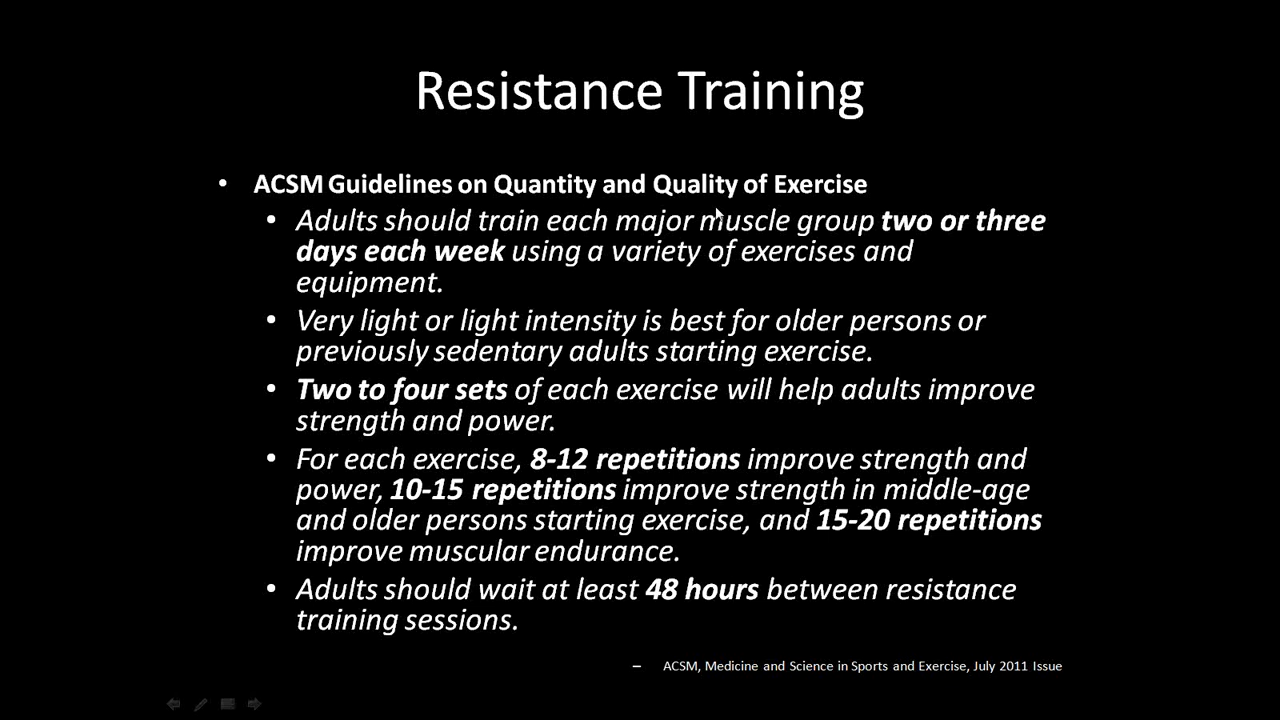 Resistance Training
• ACSM Guidelines on Quantity and Quality of Exercise
• Adults should train each major muscle group two or three
days each week using a variety of exercises and
equipment.
• Very light or light intensity is best for older persons or
previously sedentary adults starting exercise.
• Two to four sets of each exercise will help adults improve
strength and power.
• For each exercise, 8-12 repetitions improve strength and
power, 10-15 repetitions improve strength in middle-age
and older persons starting exercise, and 15-20 repetitions
improve muscular endurance.
• Adults should wait at least 48 hours between resistance
training sessions.
– ACSM, Medicine and Science in Sports and Exercise, July 2011 Issue